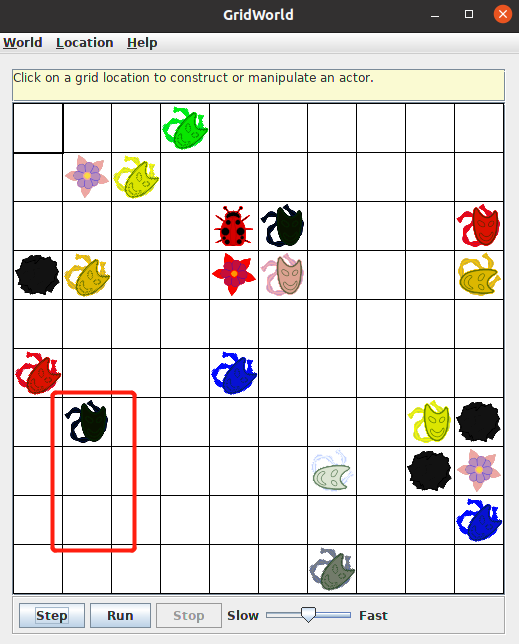 GridWorld
World Location Help
Click on a grid location to construct or manipulate an actor.
Step Run Stop Slow Fast